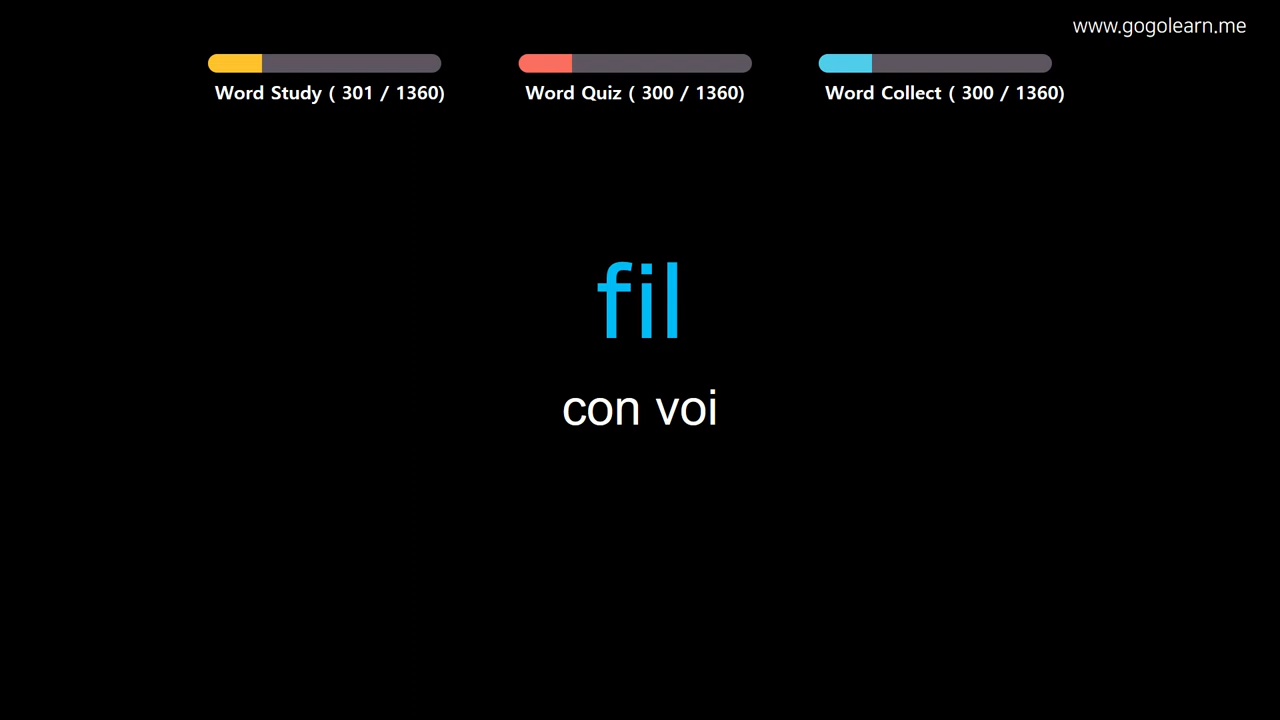 www.gogolearn.me
Word Study ( 301 / 1360)
Word Quiz ( 300 / 1360)
Word Collect ( 300 / 1360)
fil
con voi